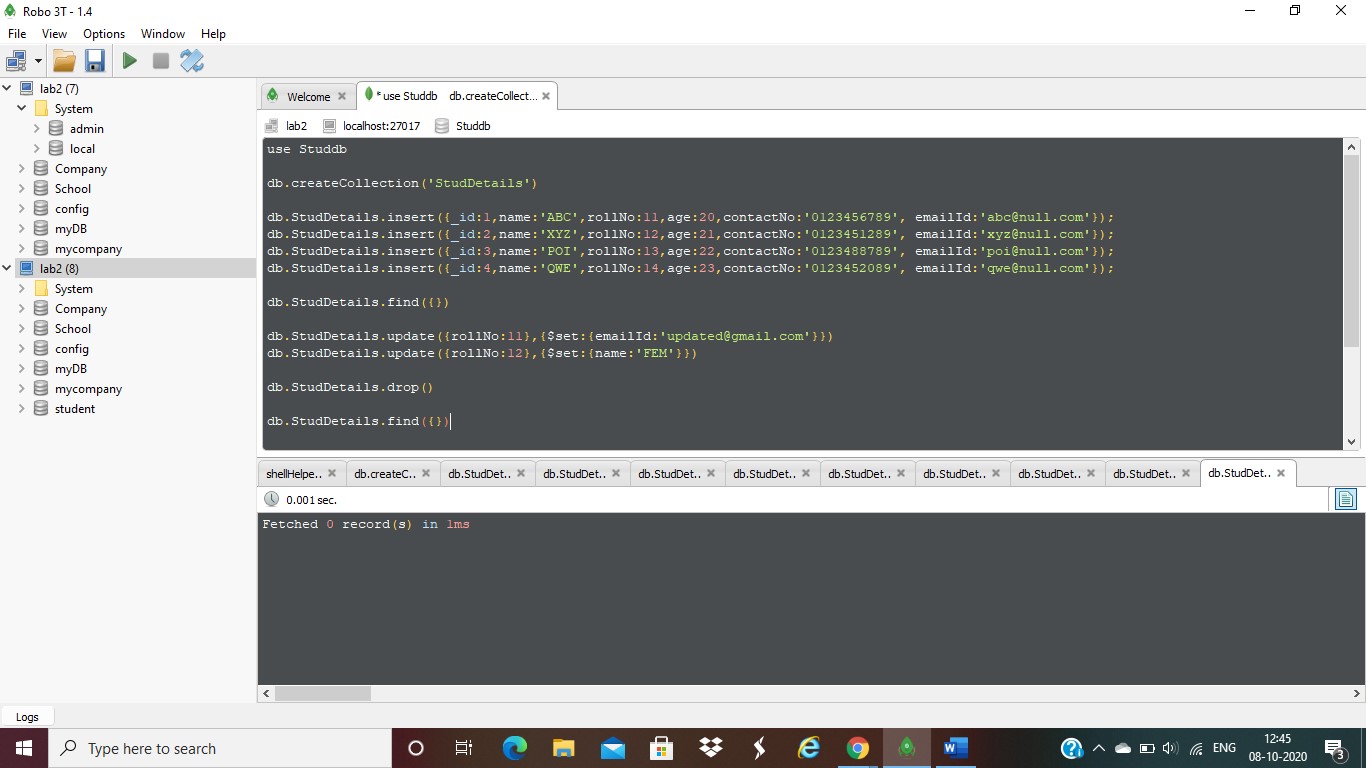 Robo 3T - 1.4
File View Options Window Help
lab2 (7)
System
admin
local
Company
School
config
myDB
mycompany
lab2 (8)
System
Company
School
config
myDB
mycompany
student
Welcome
* use Studdb db.createCollect...
lab2 localhost:27017 Studdb
use Studdb
db.createCollection('StudDetails')
db.StudDetails.insert({_id:1,name:'ABC',rollNo:11,age:20,contactNo:'0123456789', emailId:'abc@null.com'});
db.StudDetails.insert({_id:2,name:'XYZ',rollNo:12,age:21,contactNo:'0123451289', emailId:'xyz@null.com'});
db.StudDetails.insert({_id:3,name:'POI',rollNo:13,age:22,contactNo:'0123488789', emailId:'poi@null.com'});
db.StudDetails.insert({_id:4,name:'QWE',rollNo:14,age:23,contactNo:'0123452089', emailId:'qwe@null.com'});
db.StudDetails.find({})
db.StudDetails.update({rollNo:11},{$set:{emailId:'updated@gmail.com'}})
db.StudDetails.update({rollNo:12},{$set:{name:'FEM'}})
db.StudDetails.drop()
db.StudDetails.find({})
shellHelpe.. db.createC.. db.StudDet.. db.StudDet.. db.StudDet.. db.StudDet.. db.StudDet.. db.StudDet.. db.StudDet.. db.StudDet.. db.StudDet..
0.001 sec.
Fetched 0 record(s) in 1ms
Logs
Type here to search
ENG
12:45
08-10-2020
3